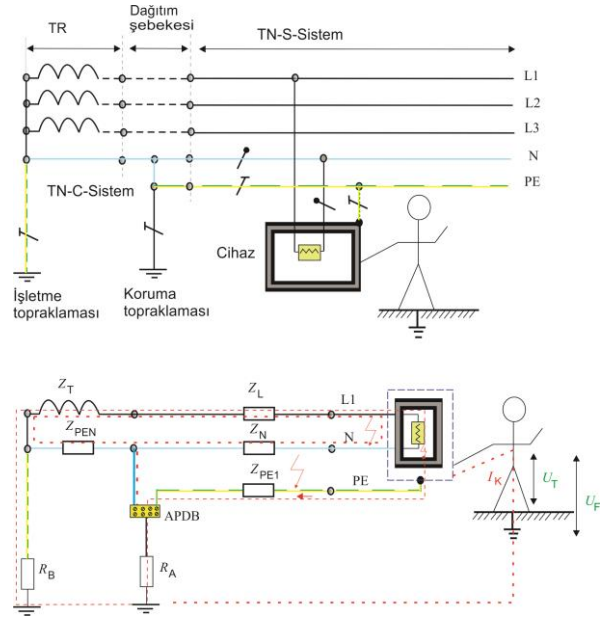 TR
Dağıtım
şebekesi
TN-S-Sistem
L1
L2
L3
N
TN-C-Sistem
PE
Cihaz
İşletme
topraklaması
Koruma
topraklaması
Z_T
Z_L
L1
Z_PEN
Z_N
N
Z_PE1
PE
I_K
U_T
U_F
APDB
R_B
R_A